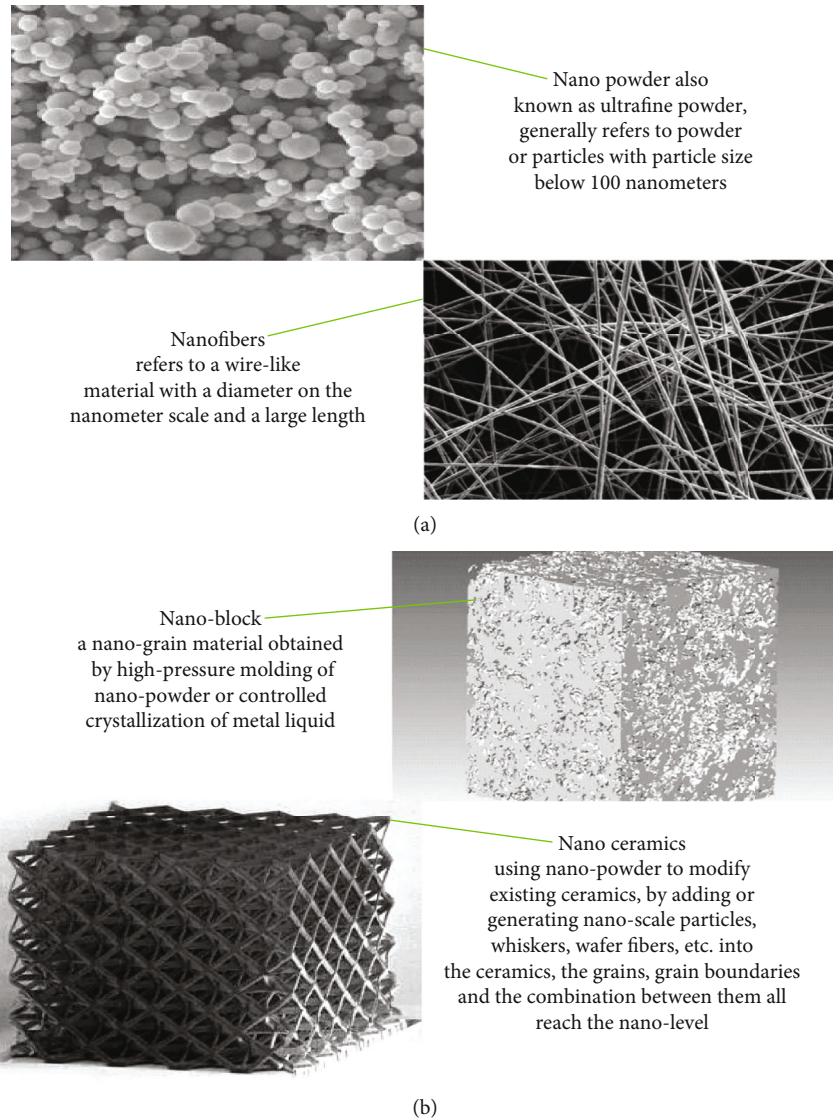 Nano powder also
known as ultrafine powder,
generally refers to powder
or particles with particle size
below 100 nanometers
Nanofibers
refers to a wire-like
material with a diameter on the
nanometer scale and a large length
(a)
Nano-block
a nano-grain material obtained
by high-pressure molding of
nano-powder or controlled
crystallization of metal liquid
Nano ceramics
using nano-powder to modify
existing ceramics, by adding or
generating nano-scale particles,
whiskers, wafer fibers, etc. into
the ceramics, the grains, grain boundaries
and the combination between them all
reach the nano-level
(b)